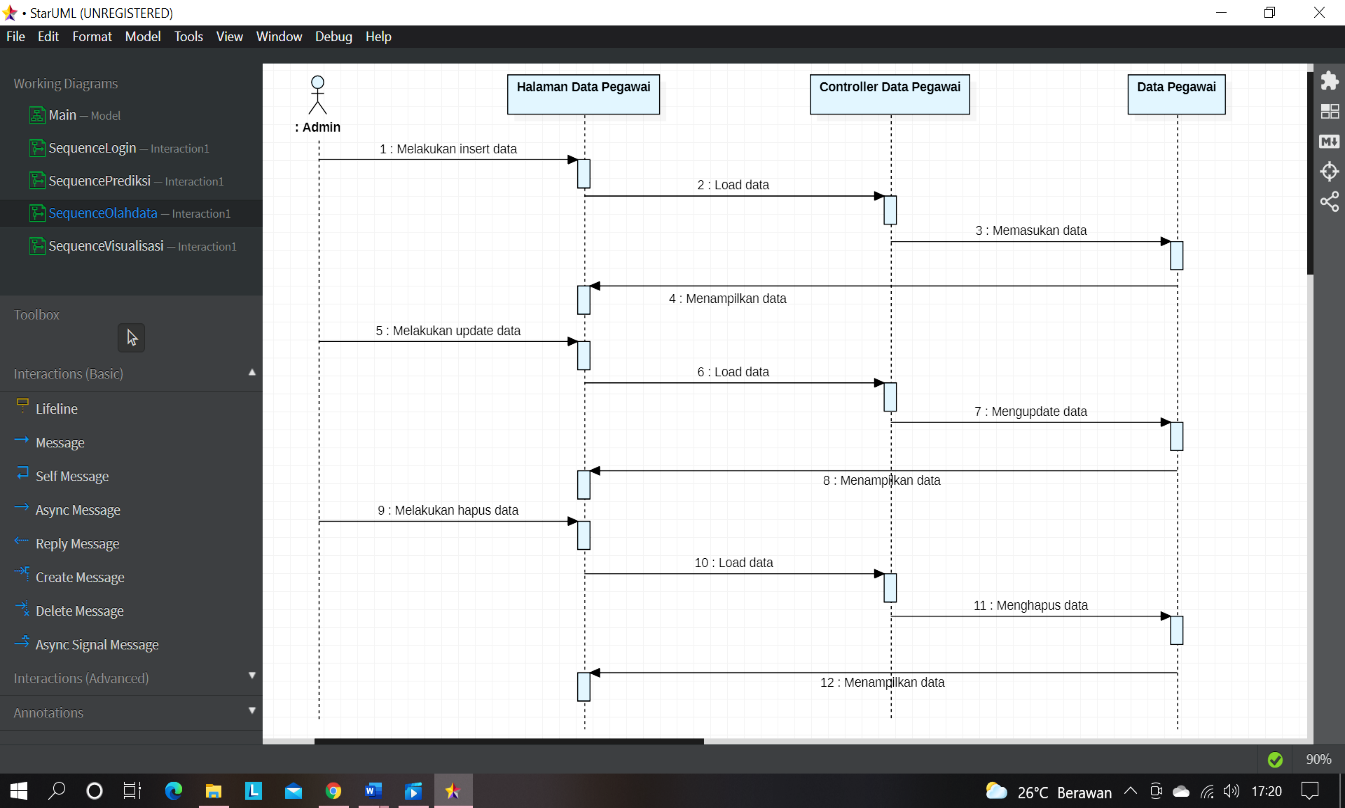 • StarUML (UNREGISTERED)
File Edit Format Model Tools View Window Debug Help
Working Diagrams
Main — Model
SequenceLogin — Interaction1
SequencePrediksi — Interaction1
SequenceOlahdata — Interaction1
SequenceVisualisasi — Interaction1
Toolbox
Interactions (Basic)
Lifeline
Message
Self Message
Async Message
Reply Message
Create Message
Delete Message
Async Signal Message
Interactions (Advanced)
Annotations
: Admin
Halaman Data Pegawai
Controller Data Pegawai
Data Pegawai
1 : Melakukan insert data
2 : Load data
3 : Memasukan data
4 : Menampilkan data
5 : Melakukan update data
6 : Load data
7 : Mengupdate data
8 : Menampilkan data
9 : Melakukan hapus data
10 : Load data
11 : Menghapus data
12 : Menampilkan data
M
90%
L
W
26°C Berawan
17:20